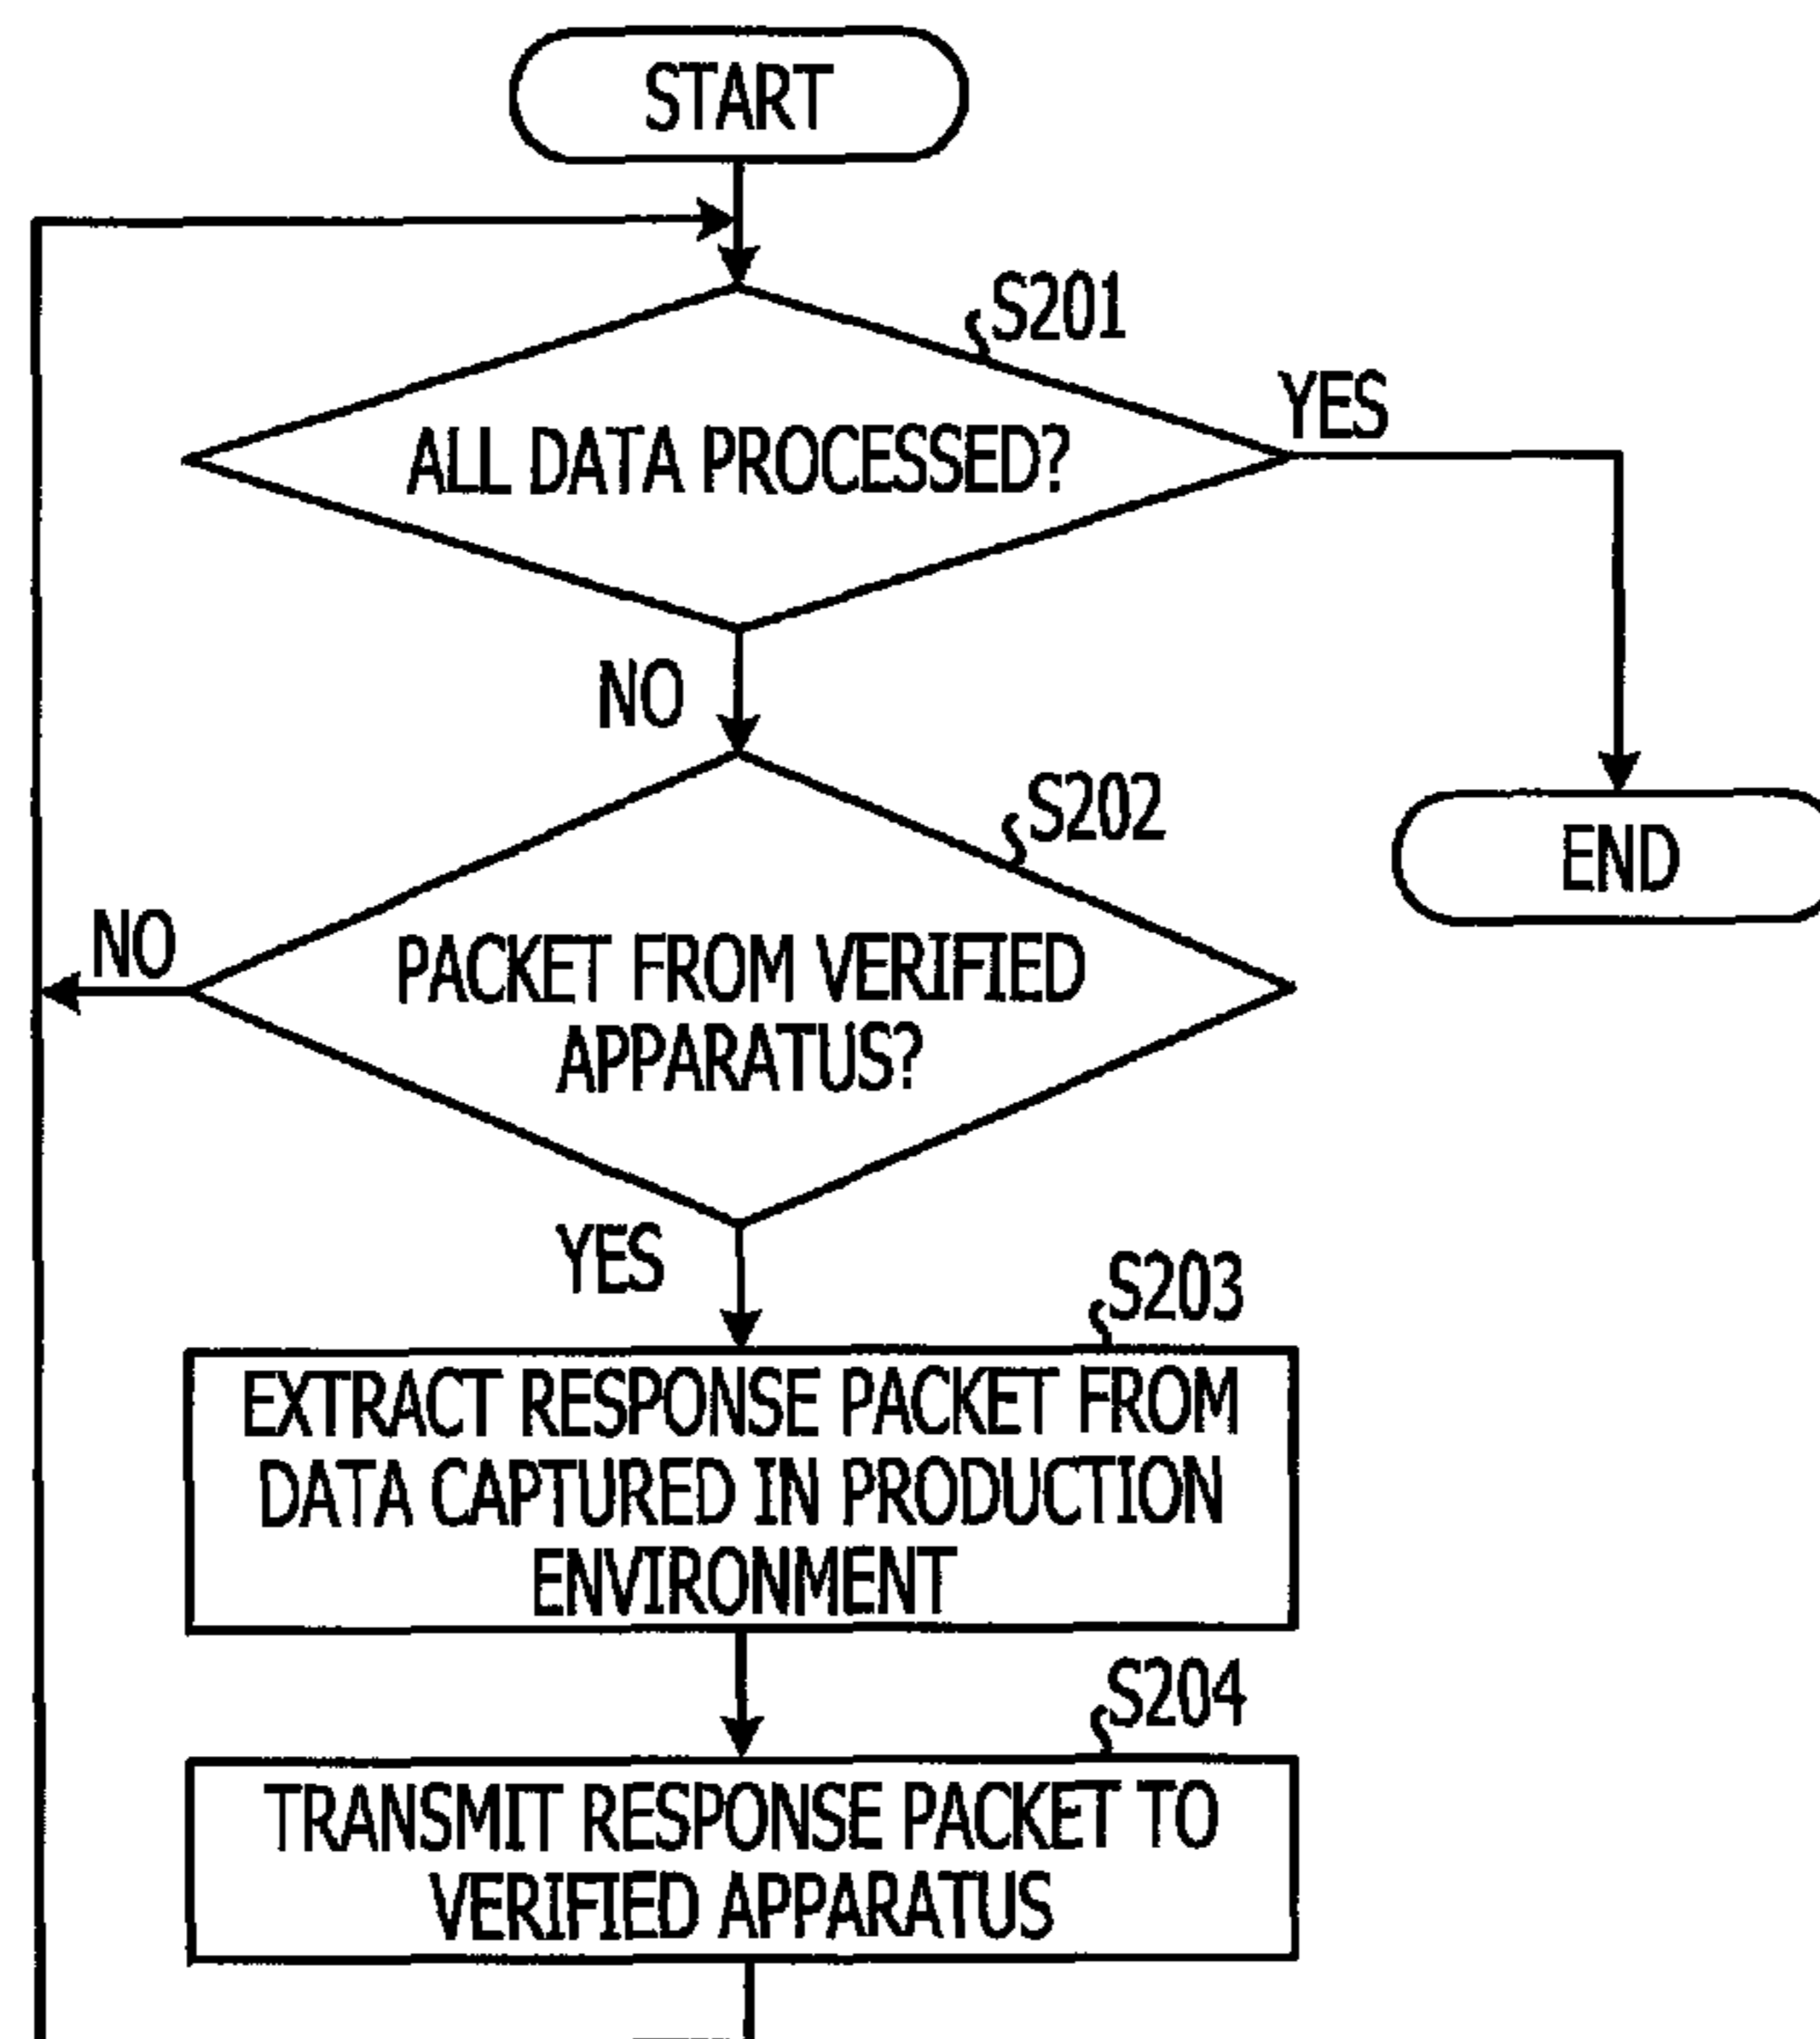 START
S201
ALL DATA PROCESSED?
YES
NO
S202
END
NO
PACKET FROM VERIFIED
APPARATUS?
YES
S203
EXTRACT RESPONSE PACKET FROM
DATA CAPTURED IN PRODUCTION
ENVIRONMENT
S204
TRANSMIT RESPONSE PACKET TO
VERIFIED APPARATUS